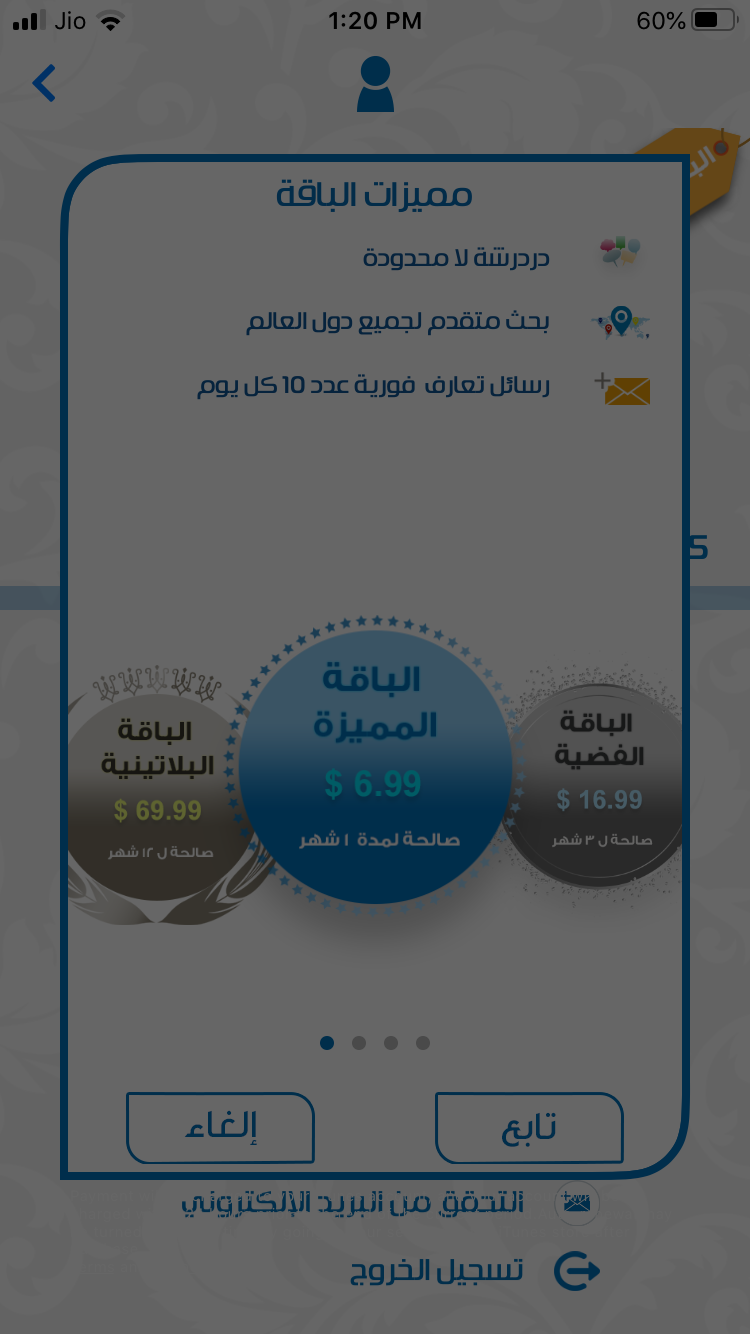 Jio 1:20 PM 60%
مميزات الباقة
دردرشة لا محدودة
بحث متقدم لجميع دول العالم
رسائل تعارف فورية عدد 10 كل يوم
الباقة
المميزة
$ 6.99
صالحة لمدة ١ شهر
الباقة
الفضية
$ 16.99
صالحة ل ٣ شهر
الباقة
البلاتينية
$ 69.99
صالحة ل ١٢ شهر
تابع
إلغاء
التحقق من البريد الإلكتروني
تسجيل الخروج